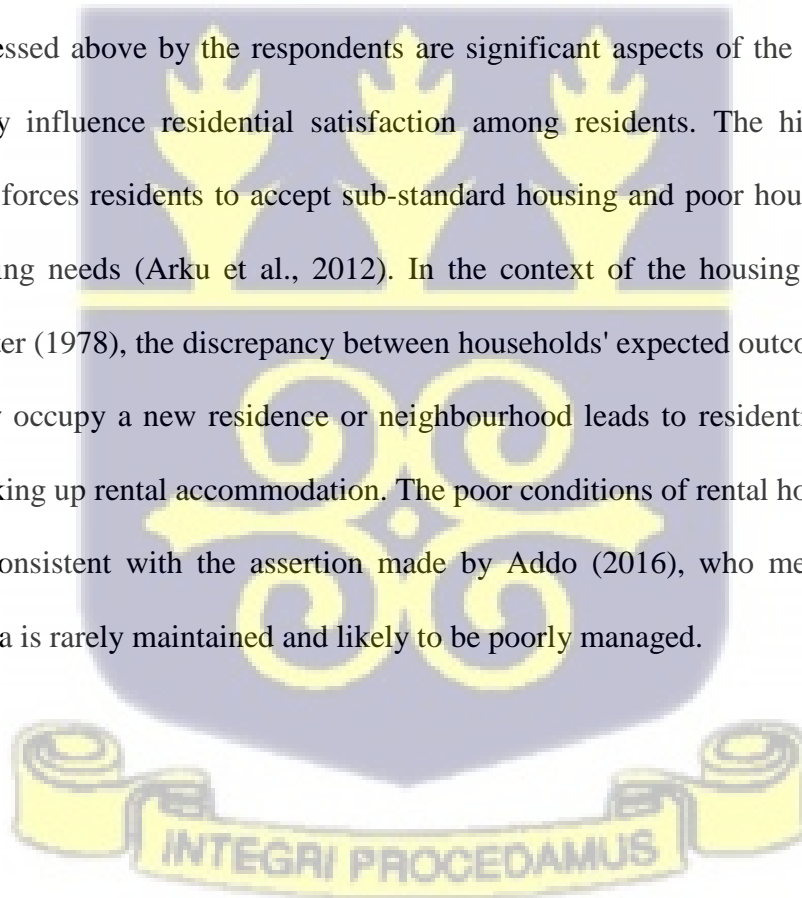 essed above by the respondents are significant aspects of the
y influence residential satisfaction among residents. The hi
forces residents to accept sub-standard housing and poor hou
ing needs (Arku et al., 2012). In the context of the housing
ter (1978), the discrepancy between households' expected outco
y occupy a new residence or neighbourhood leads to residenti
king up rental accommodation. The poor conditions of rental ho
onsistent with the assertion made by Addo (2016), who me
a is rarely maintained and likely to be poorly managed.
INTEGRI PROCEDAMUS